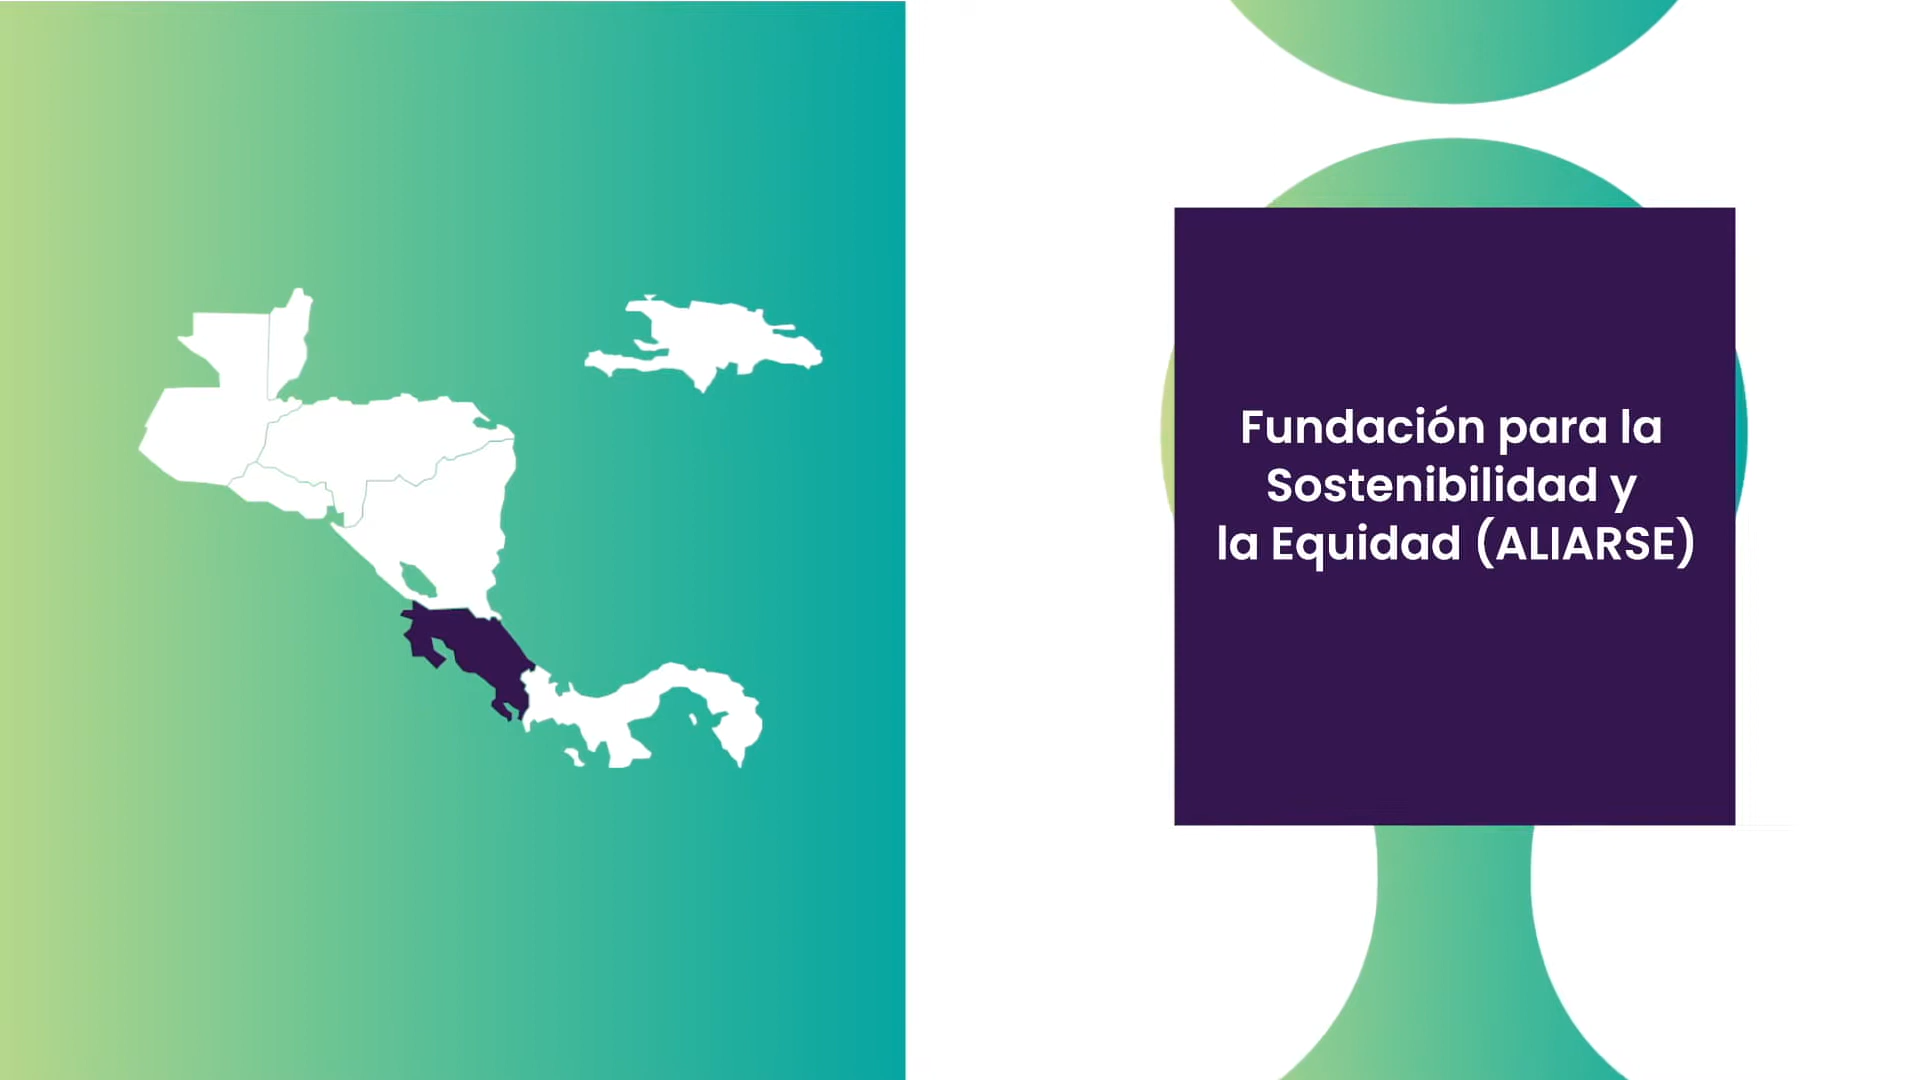 Fundación para la
Sostenibilidad y
la Equidad (ALIARSE)